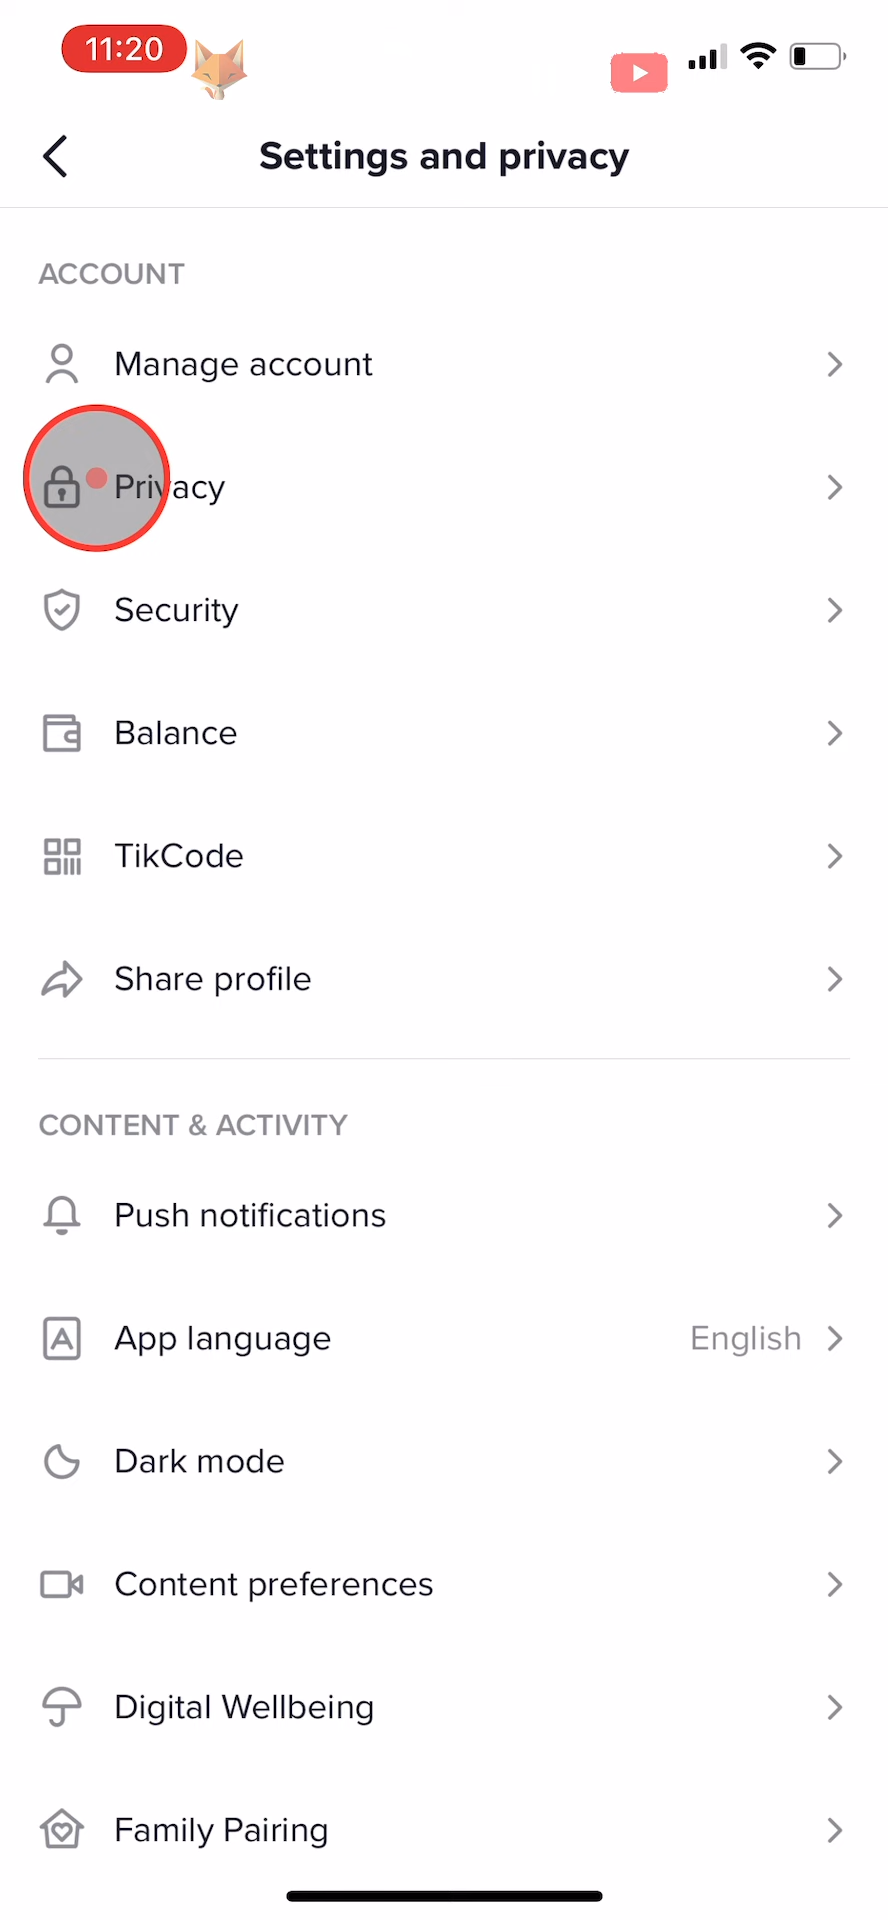 11:20
Settings and privacy
ACCOUNT
Manage account
Privacy
Security
Balance
TikCode
Share profile
CONTENT & ACTIVITY
Push notifications
App language English
Dark mode
Content preferences
Digital Wellbeing
Family Pairing